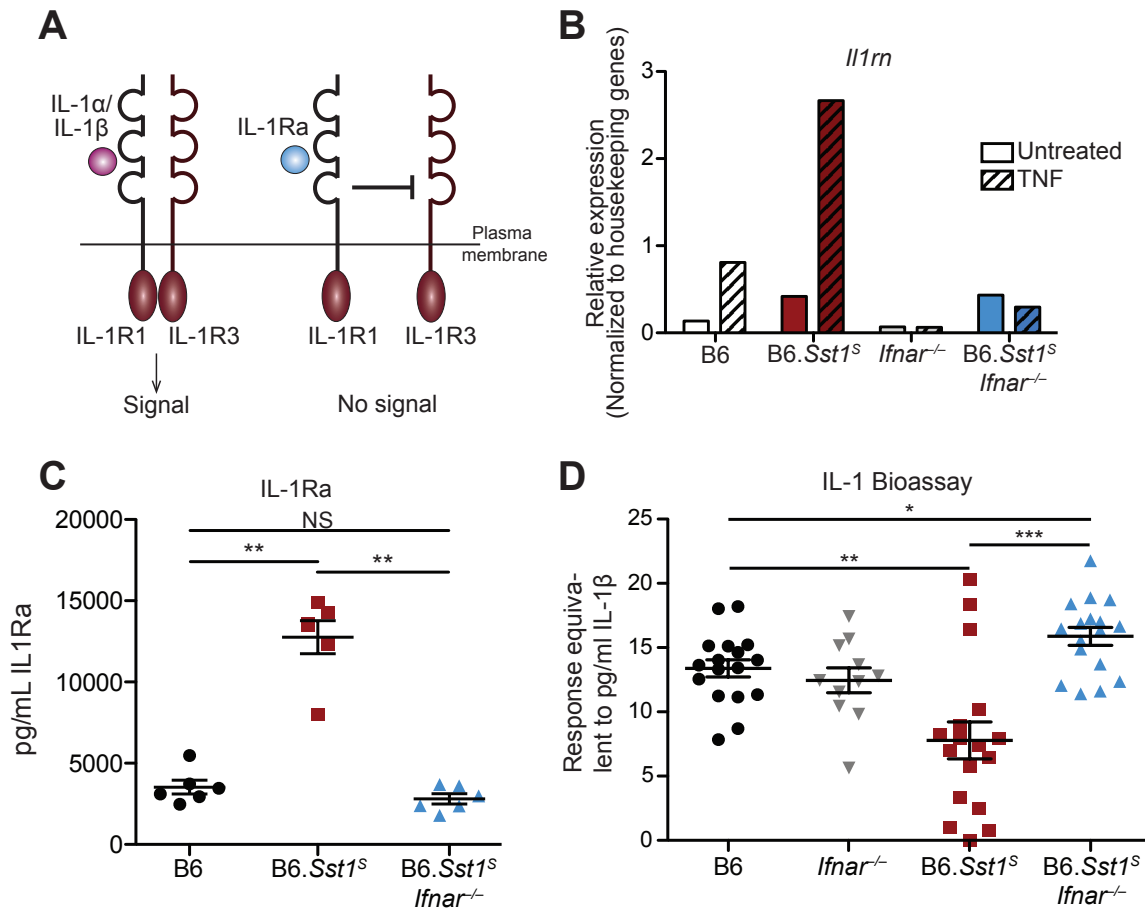 A
IL-1α/
IL-1β
IL-1Ra
Plasma
membrane
IL-1R1 IL-1R3 IL-1R1 IL-1R3
Signal No signal
B
Il1rn
Relative expression
(Normalized to housekeeping genes)
3
2
1
0
Untreated
TNF
B6 B6.Sst1ˢ Ifnar⁻/⁻ B6.Sst1ˢ
Ifnar⁻/⁻
C
IL-1Ra
NS
** **
pg/mL IL1Ra
20000
15000
10000
5000
0
B6 B6.Sst1ˢ B6.Sst1ˢ
Ifnar⁻/⁻
D
IL-1 Bioassay
*
***
**
Response equiva-
lent to pg/ml IL-1β
25
20
15
10
5
0
B6 Ifnar⁻/⁻ B6.Sst1ˢ B6.Sst1ˢ
Ifnar⁻/⁻